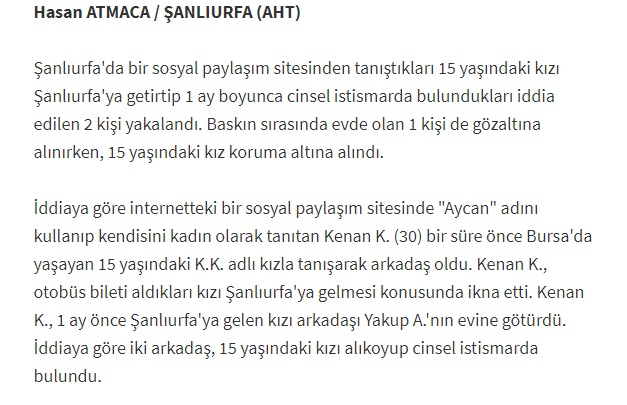 Hasan ATMACA / ŞANLIURFA (AHT)
Şanlıurfa'da bir sosyal paylaşım sitesinden tanıştıkları 15 yaşındaki kızı
Şanlıurfa'ya getirtip 1 ay boyunca cinsel istismarda bulundukları iddia
edilen 2 kişi yakalandı. Baskın sırasında evde olan 1 kişi de gözaltına
alınırken, 15 yaşındaki kız koruma altına alındı.
İddiaya göre internetteki bir sosyal paylaşım sitesinde "Aycan" adını
kullanıp kendisini kadın olarak tanıtan Kenan K. (30) bir süre önce Bursa'da
yaşayan 15 yaşındaki K.K. adlı kızla tanışarak arkadaş oldu. Kenan K.,
otobüs bileti aldıkları kızı Şanlıurfa'ya gelmesi konusunda ikna etti. Kenan
K., 1 ay önce Şanlıurfa'ya gelen kızı arkadaşı Yakup A.'nın evine götürdü.
İddiaya göre iki arkadaş, 15 yaşındaki kızı alıkoyup cinsel istismarda
bulundu.